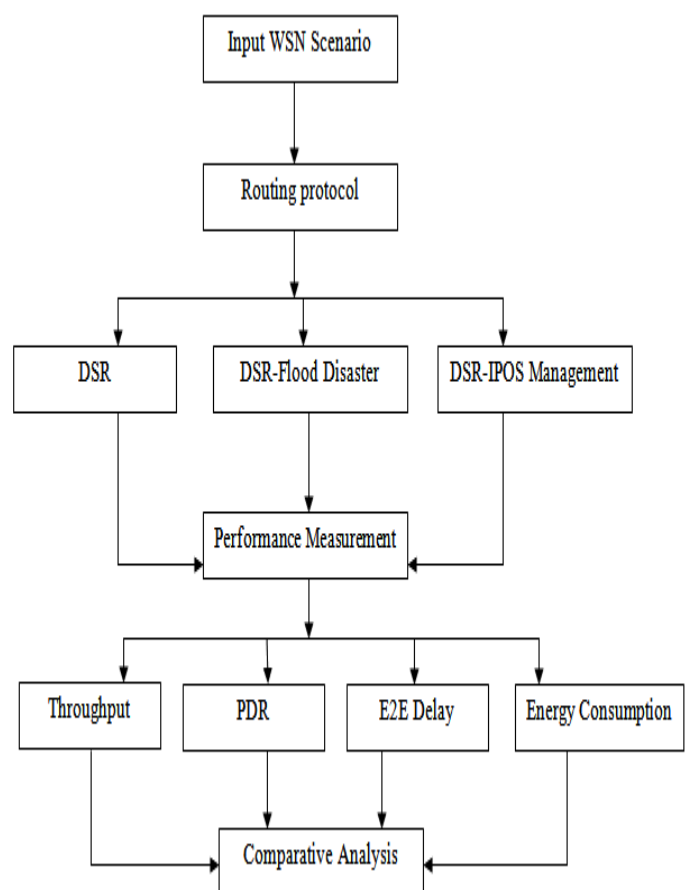 Input WSN Scenario
Routing protocol
DSR
DSR-Flood Disaster
DSR-IPOS Management
Performance Measurement
Throughput
PDR
E2E Delay
Energy Consumption
Comparative Analysis